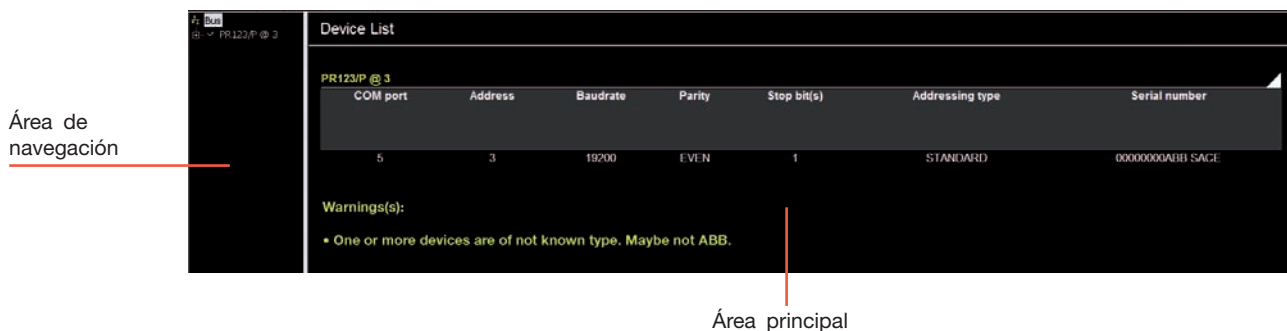 Bus
PR123/P @ 3
Device List
PR123/P @ 3
COM port Address Baudrate Parity Stop bit(s) Addressing type Serial number
5 3 19200 EVEN 1 STANDARD 00000000ABB SACE
Warnings(s):
• One or more devices are of not known type. Maybe not ABB.
Área de
navegación
Área principal